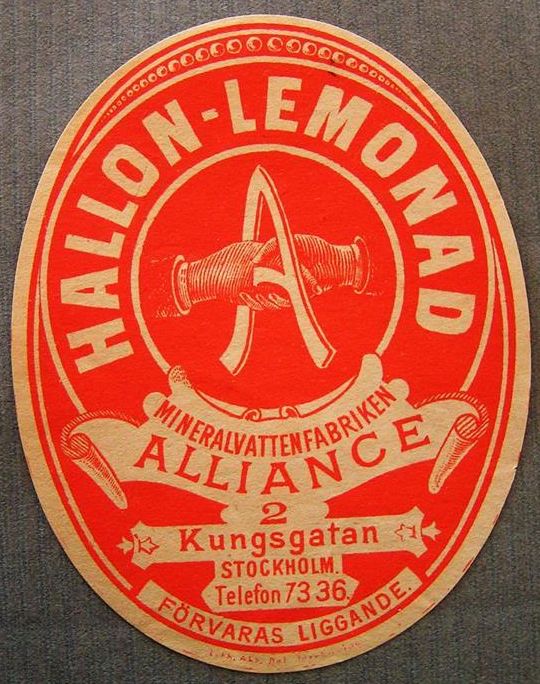 HALLON-LEMONAD
A
MINERALVATTENFABRIKEN
ALLIANCE
2
Kungsgatan
STOCKHOLM.
Telefon 73 36.
FÖRVARAS LIGGANDE.